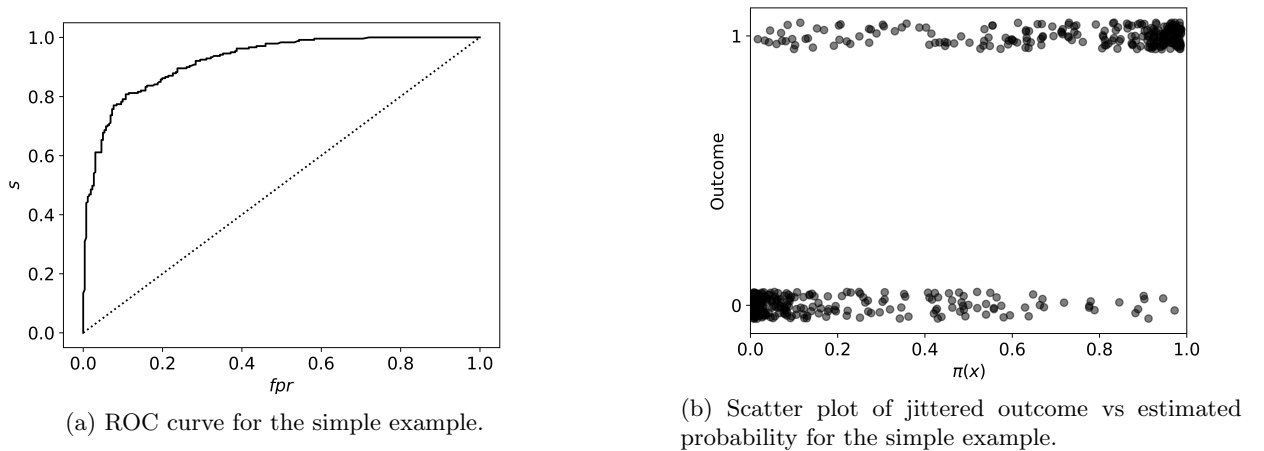 1.0
0.8
0.6
0.4
0.2
0.0
s
0.0 0.2 0.4 0.6 0.8 1.0
fpr
(a) ROC curve for the simple example.
1
0
Outcome
0.0 0.2 0.4 0.6 0.8 1.0
π(x)
(b) Scatter plot of jittered outcome vs estimated
probability for the simple example.